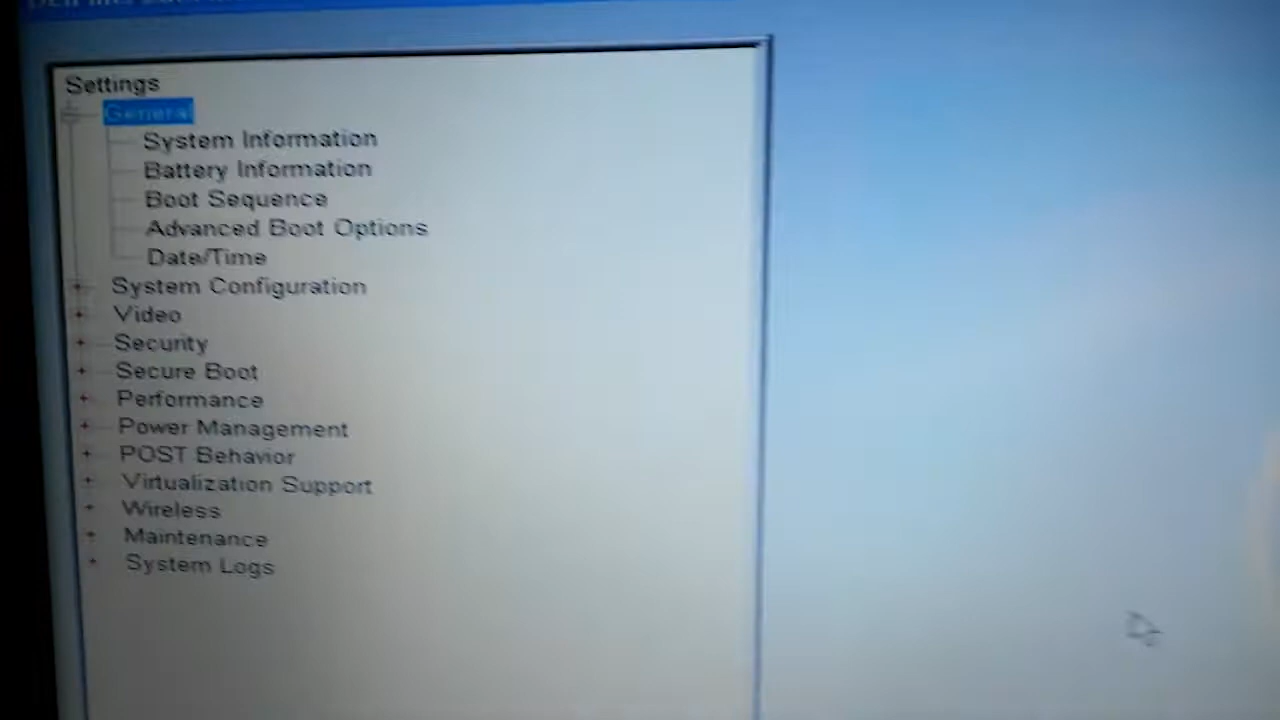 Settings
General
System Information
Battery Information
Boot Sequence
Advanced Boot Options
Date/Time
System Configuration
Video
Security
Secure Boot
Performance
Power Management
POST Behavior
Virtualization Support
Wireless
Maintenance
System Logs